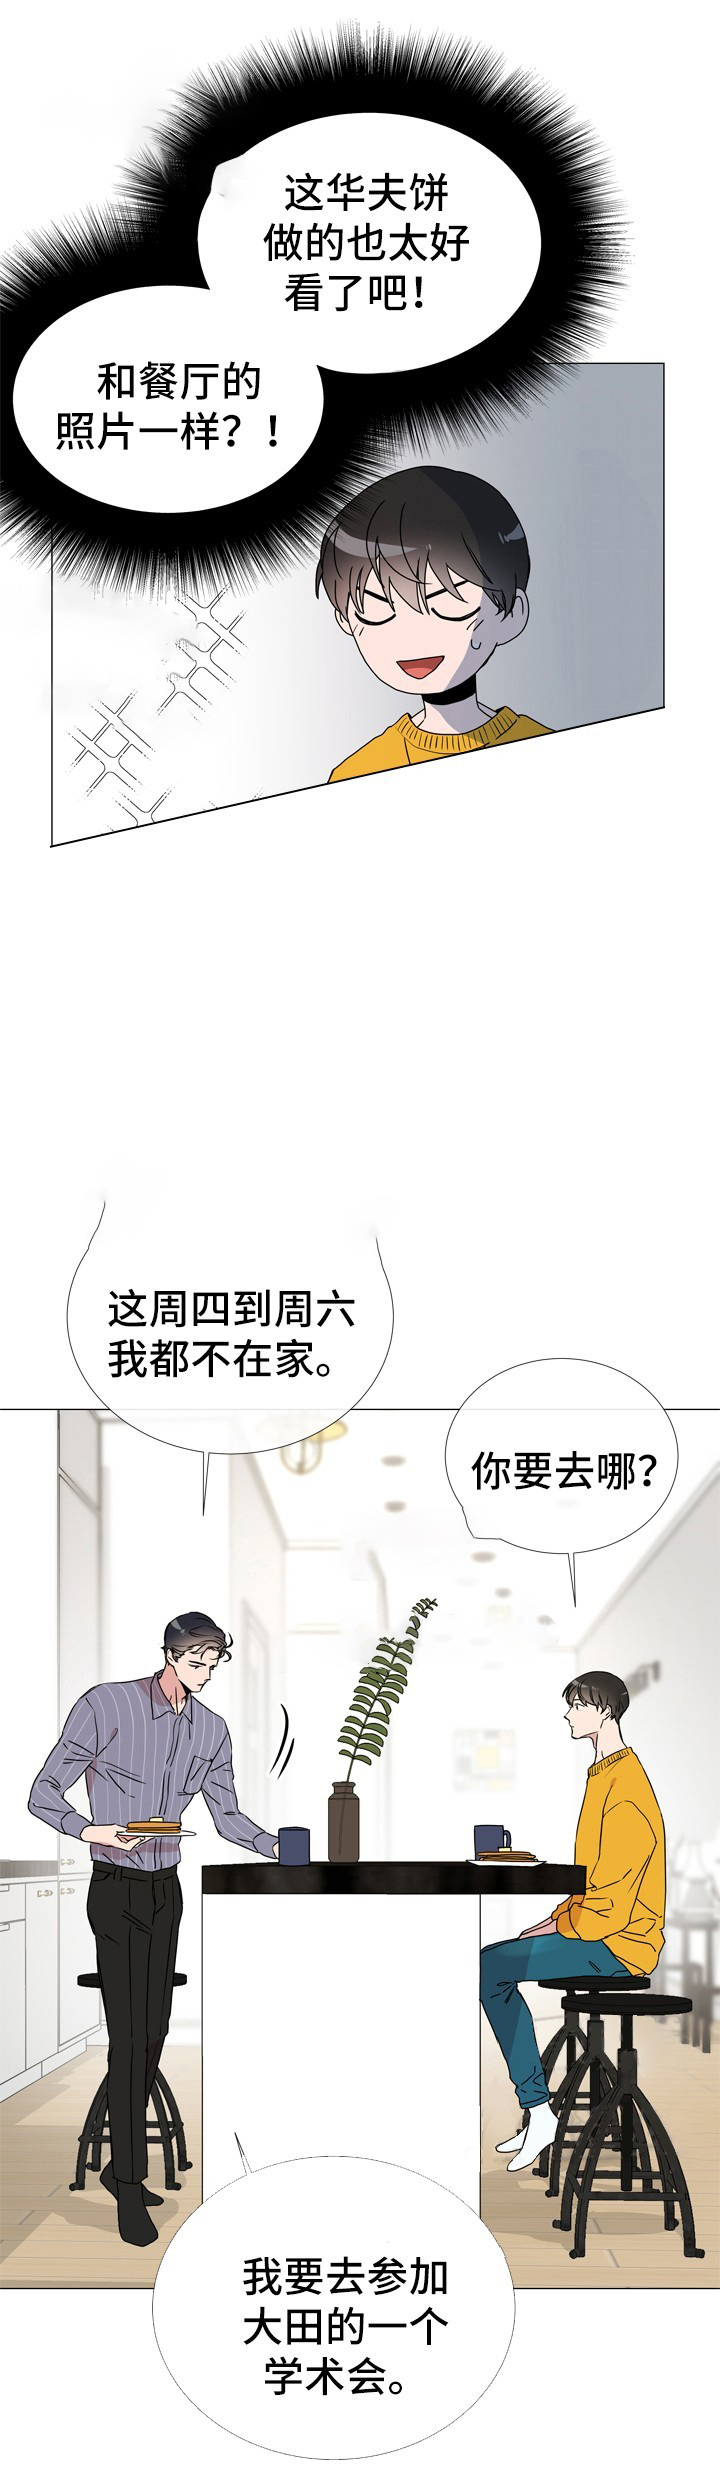 这华夫饼
做的也太好
看了吧！
和餐厅的
照片一样？！
这周四到周六
我都不在家。
你要去哪？
我要去参加
大田的一个
学术会。